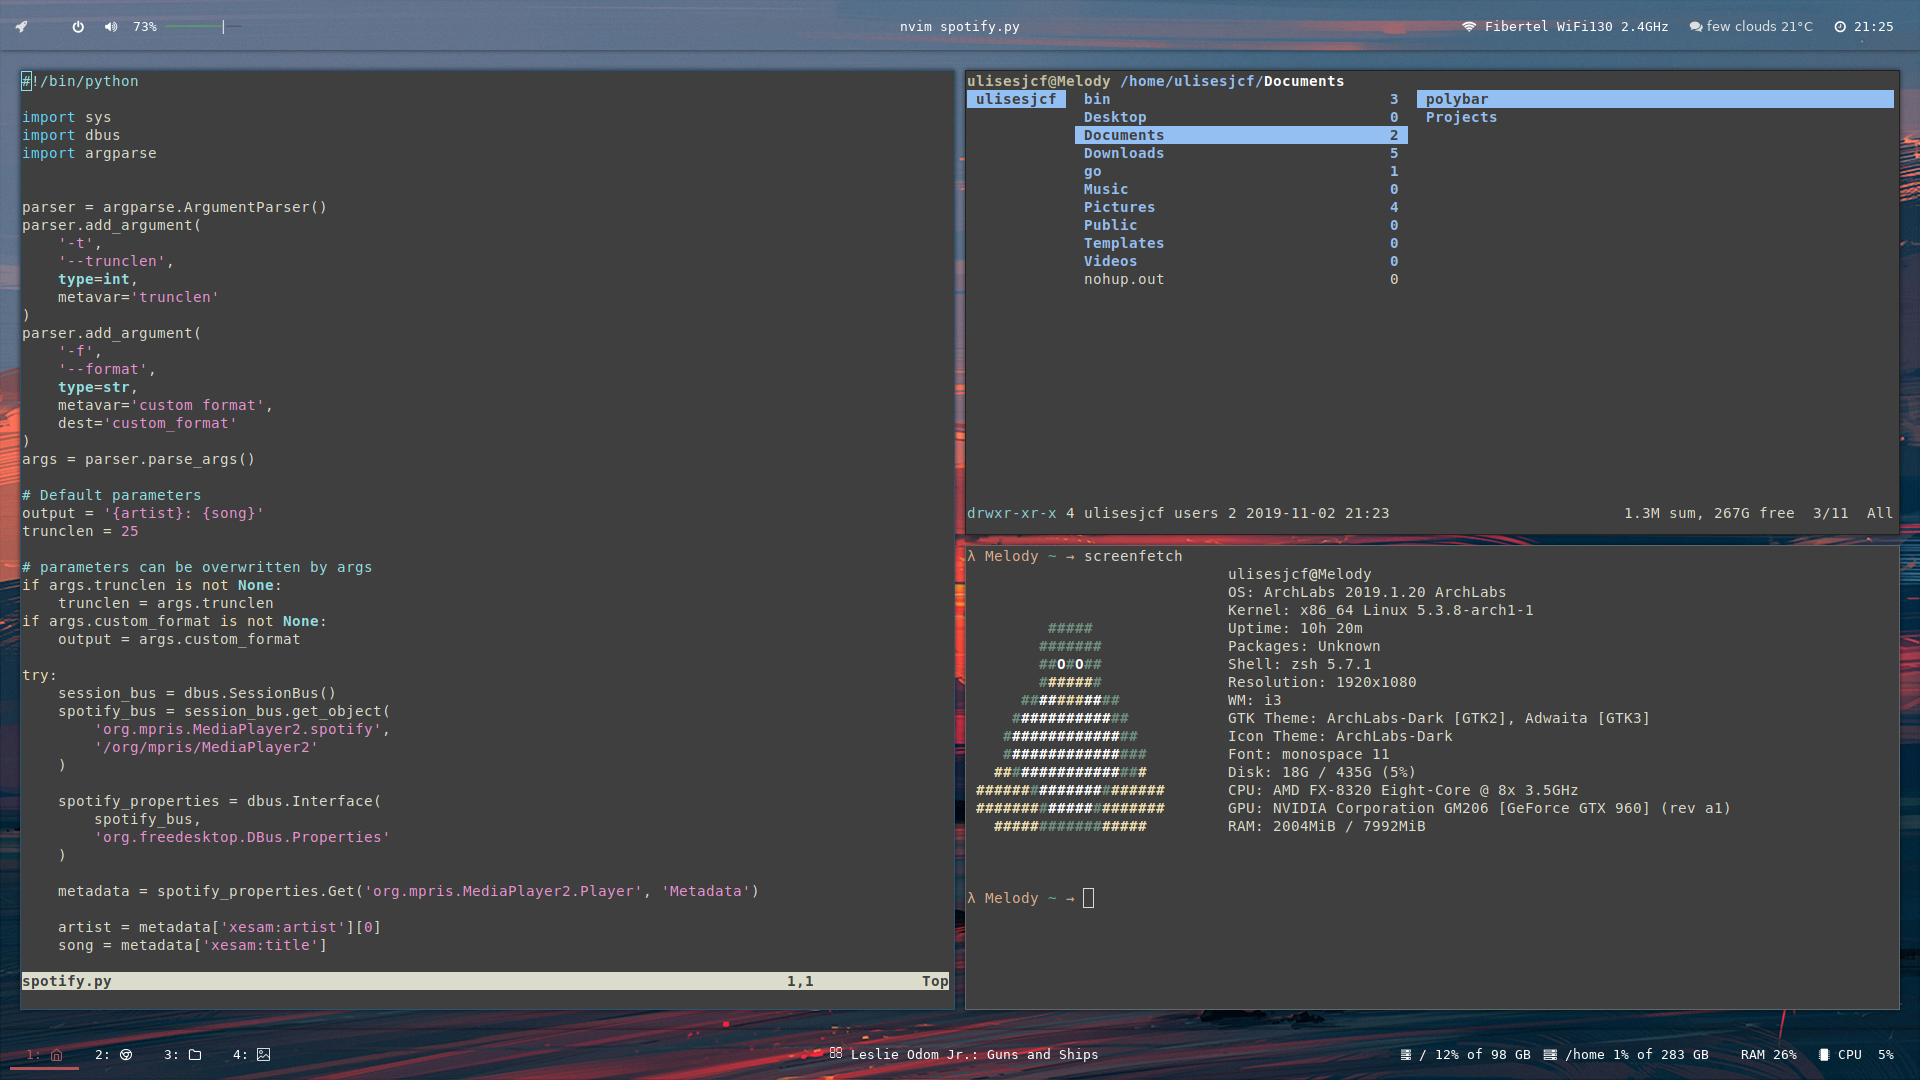 73%
nvim spotify.py
Fibertel WiFi130 2.4GHz
few clouds 21°C
21:25
#!/bin/python
import sys
import dbus
import argparse
parser = argparse.ArgumentParser()
parser.add_argument(
    '-t',
    '--trunclen',
    type=int,
    metavar='trunclen'
)
parser.add_argument(
    '-f',
    '--format',
    type=str,
    metavar='custom format',
    dest='custom_format'
)
args = parser.parse_args()
# Default parameters
output = '{artist}: {song}'
trunclen = 25
# parameters can be overwritten by args
if args.trunclen is not None:
    trunclen = args.trunclen
if args.custom_format is not None:
    output = args.custom_format
try:
    session_bus = dbus.SessionBus()
    spotify_bus = session_bus.get_object(
        'org.mpris.MediaPlayer2.spotify',
        '/org/mpris/MediaPlayer2'
    )
    spotify_properties = dbus.Interface(
        spotify_bus,
        'org.freedesktop.DBus.Properties'
    )
    metadata = spotify_properties.Get('org.mpris.MediaPlayer2.Player', 'Metadata')
    artist = metadata['xesam:artist'][0]
    song = metadata['xesam:title']
spotify.py 1,1 Top
ulisesjcf@Melody /home/ulisesjcf/Documents
ulisesjcf bin 3 polybar
Desktop 0 Projects
Documents 2
Downloads 5
go 1
Music 0
Pictures 4
Public 0
Templates 0
Videos 0
nohup.out 0
drwxr-xr-x 4 ulisesjcf users 2 2019-11-02 21:23 1.3M sum, 267G free 3/11 All
λ Melody ~ → screenfetch
ulisesjcf@Melody
OS: ArchLabs 2019.1.20 ArchLabs
Kernel: x86_64 Linux 5.3.8-arch1-1
##### Uptime: 10h 20m
####### Packages: Unknown
##O#O## Shell: zsh 5.7.1
####### Resolution: 1920x1080
########### WM: i3
############# GTK Theme: ArchLabs-Dark [GTK2], Adwaita [GTK3]
############### Icon Theme: ArchLabs-Dark
################ Font: monospace 11
################# Disk: 18G / 435G (5%)
##################### CPU: AMD FX-8320 Eight-Core @ 8x 3.5GHz
##################### GPU: NVIDIA Corporation GM206 [GeForce GTX 960] (rev a1)
################# RAM: 2004MiB / 7992MiB
λ Melody ~ →
1: 2: 3: 4:
Leslie Odom Jr.: Guns and Ships
/ 12% of 98 GB /home 1% of 283 GB RAM 26% CPU 5%